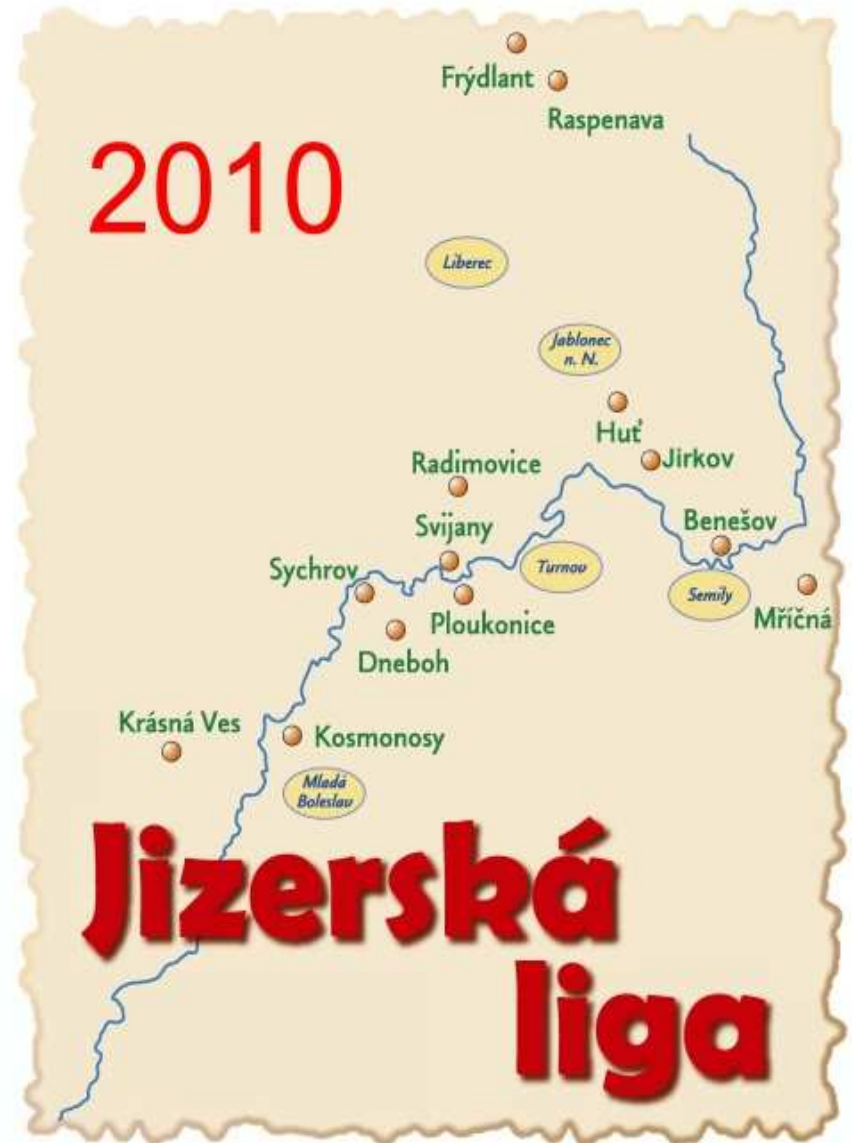 Frýdlant
Raspenava
2010
Liberec
Jablonec
n. N.
Huť
Jirkov
Radimovice
Benešov
Svijany
Sychrov
Turnov
Semily
Mříčná
Ploukonice
Dneboh
Krásná Ves
Kosmonosy
Mladá
Boleslav
Jizerská
liga